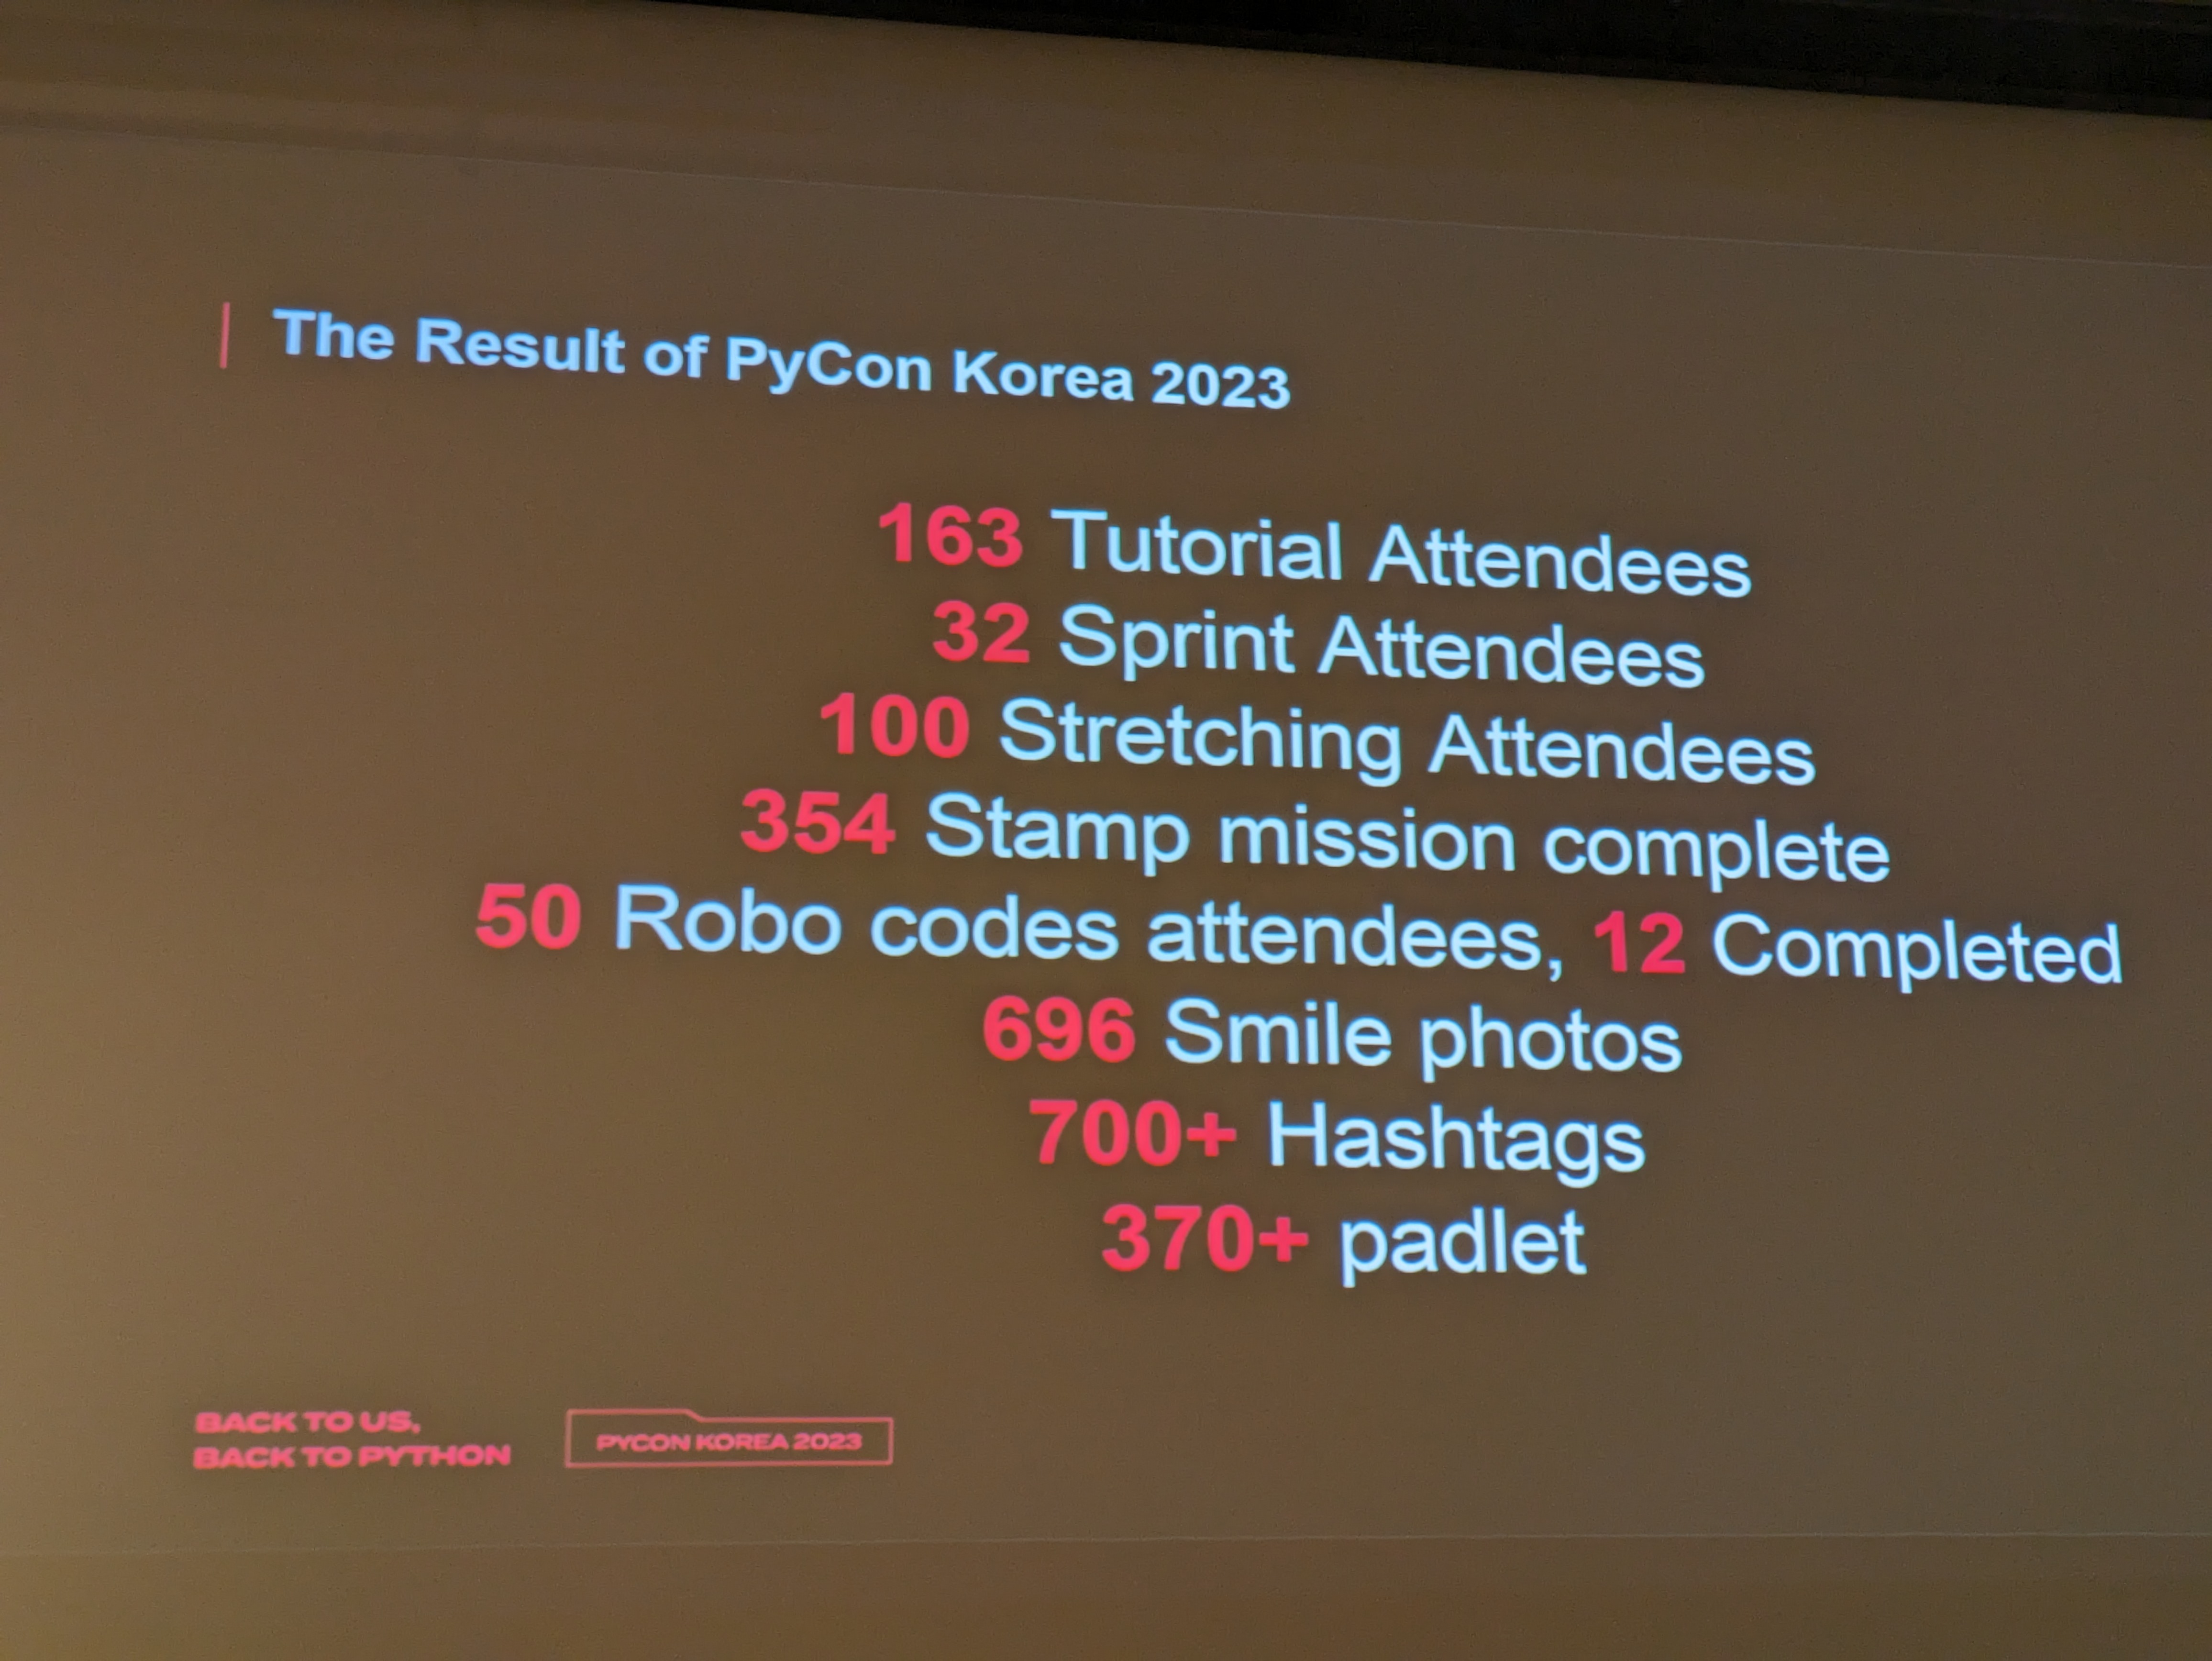 The Result of PyCon Korea 2023
163 Tutorial Attendees
32 Sprint Attendees
100 Stretching Attendees
354 Stamp mission complete
50 Robo codes attendees, 12 Completed
696 Smile photos
700+ Hashtags
370+ padlet
BACK TO US,
BACK TO PYTHON
PYCON KOREA 2023